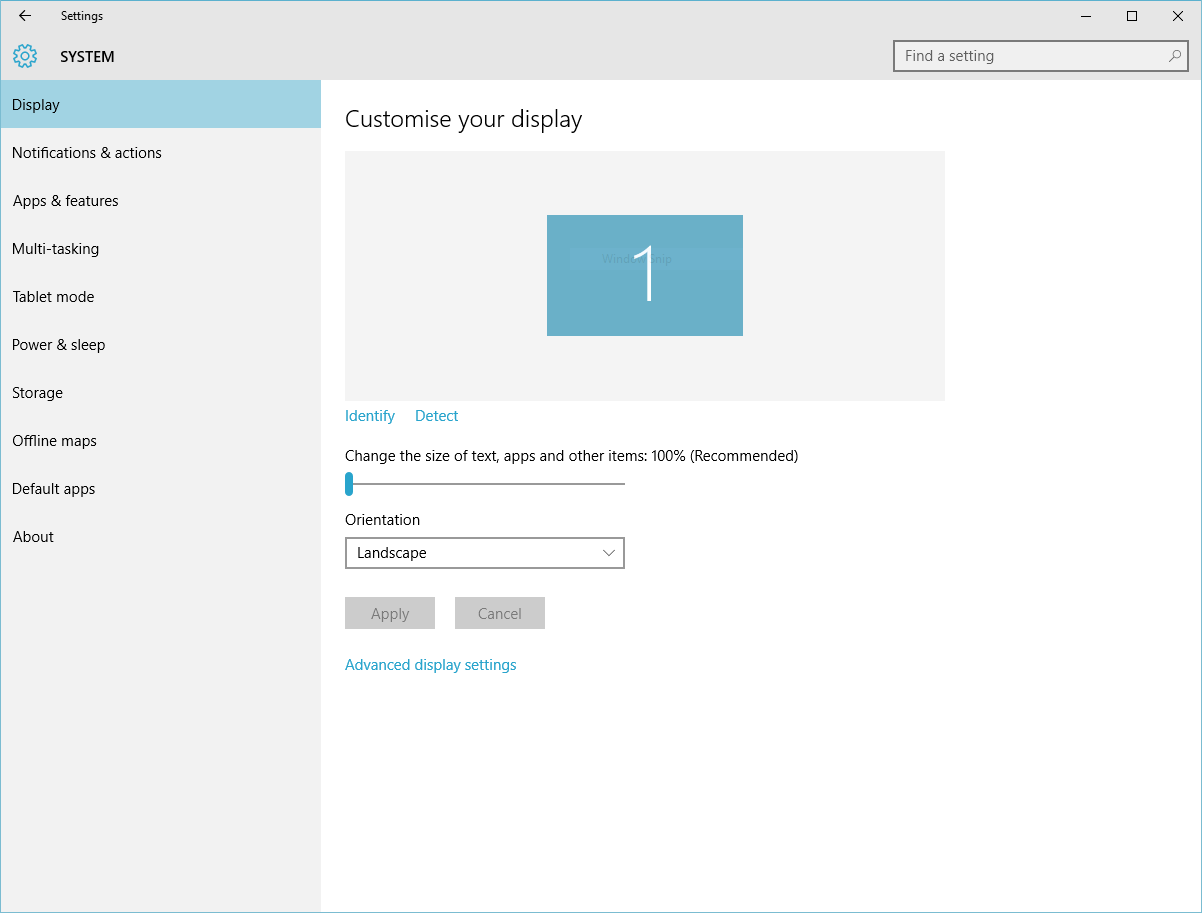 Settings
SYSTEM
Find a setting
Display
Notifications & actions
Apps & features
Multi-tasking
Tablet mode
Power & sleep
Storage
Offline maps
Default apps
About
Customise your display
Window Snip
1
Identify Detect
Change the size of text, apps and other items: 100% (Recommended)
Orientation
Landscape
Apply Cancel
Advanced display settings